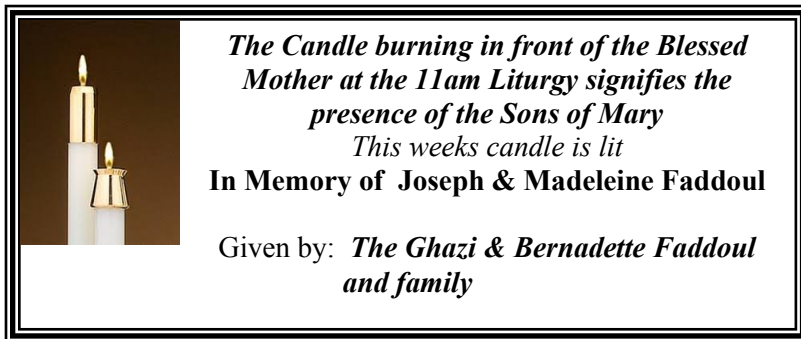 The Candle burning in front of the Blessed
Mother at the 11am Liturgy signifies the
presence of the Sons of Mary
This weeks candle is lit
In Memory of Joseph & Madeleine Faddoul
Given by: The Ghazi & Bernadette Faddoul
and family